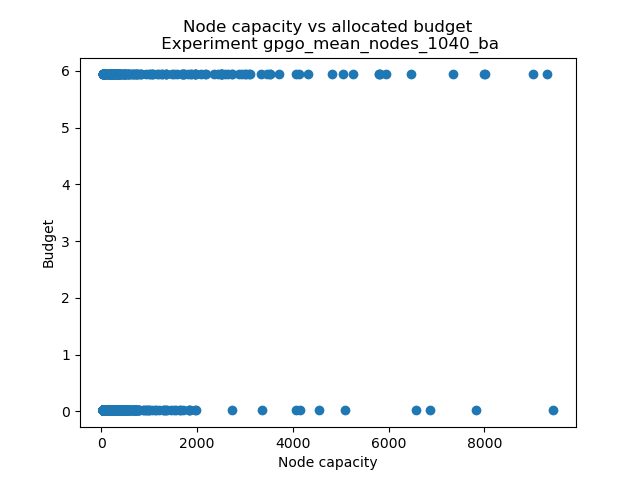 Node capacity vs allocated budget
Experiment gpgo_mean_nodes_1040_ba
6
5
4
3
2
1
0
Budget
0 2000 4000 6000 8000
Node capacity